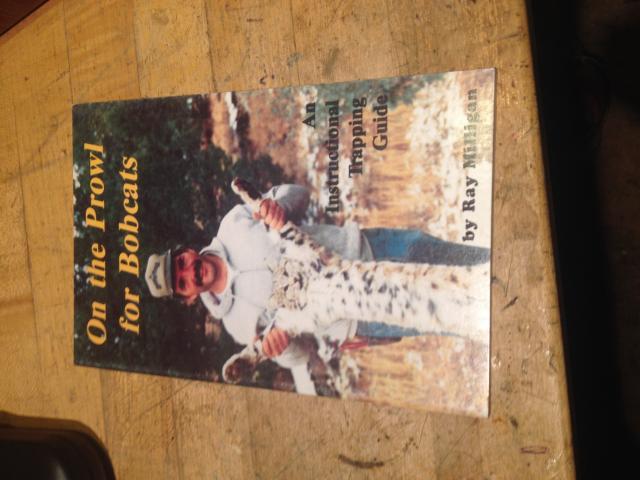 On the Prowl
for Bobcats
An
Instructional
Trapping
Guide
by Ray Milligan